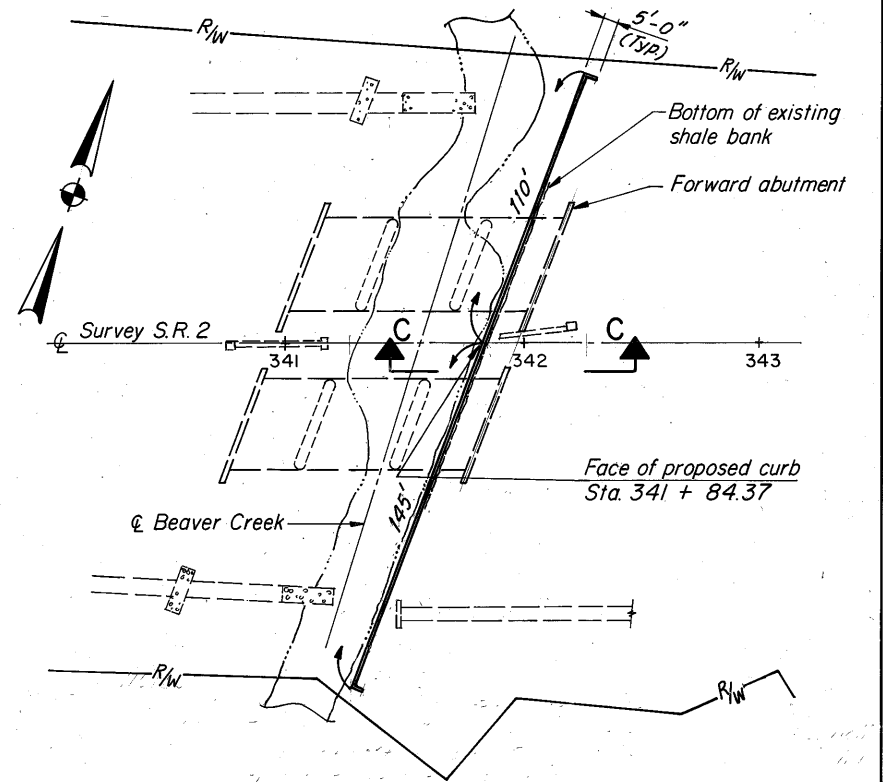 R/W
5'-0"
(Typ.)
R/W
Bottom of existing
shale bank
110'
Forward abutment
℄ Survey S.R. 2
C
C
341
342
343
Face of proposed curb
Sta. 341 + 84.37
145'
℄ Beaver Creek
R/W
R/W